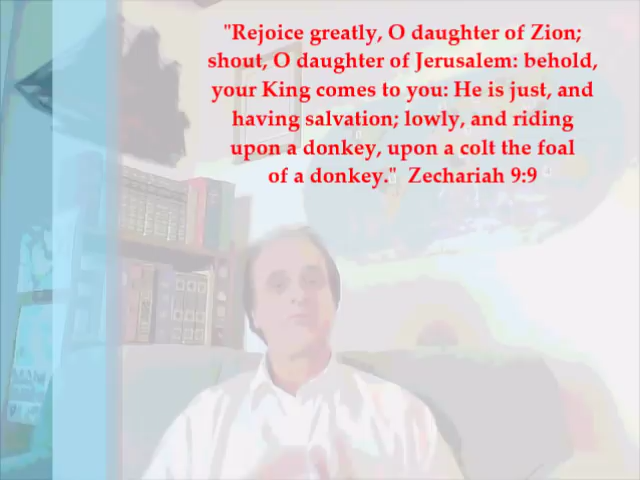 "Rejoice greatly, O daughter of Zion;
shout, O daughter of Jerusalem: behold,
your King comes to you: He is just, and
having salvation; lowly, and riding
upon a donkey, upon a colt the foal
of a donkey." Zechariah 9:9